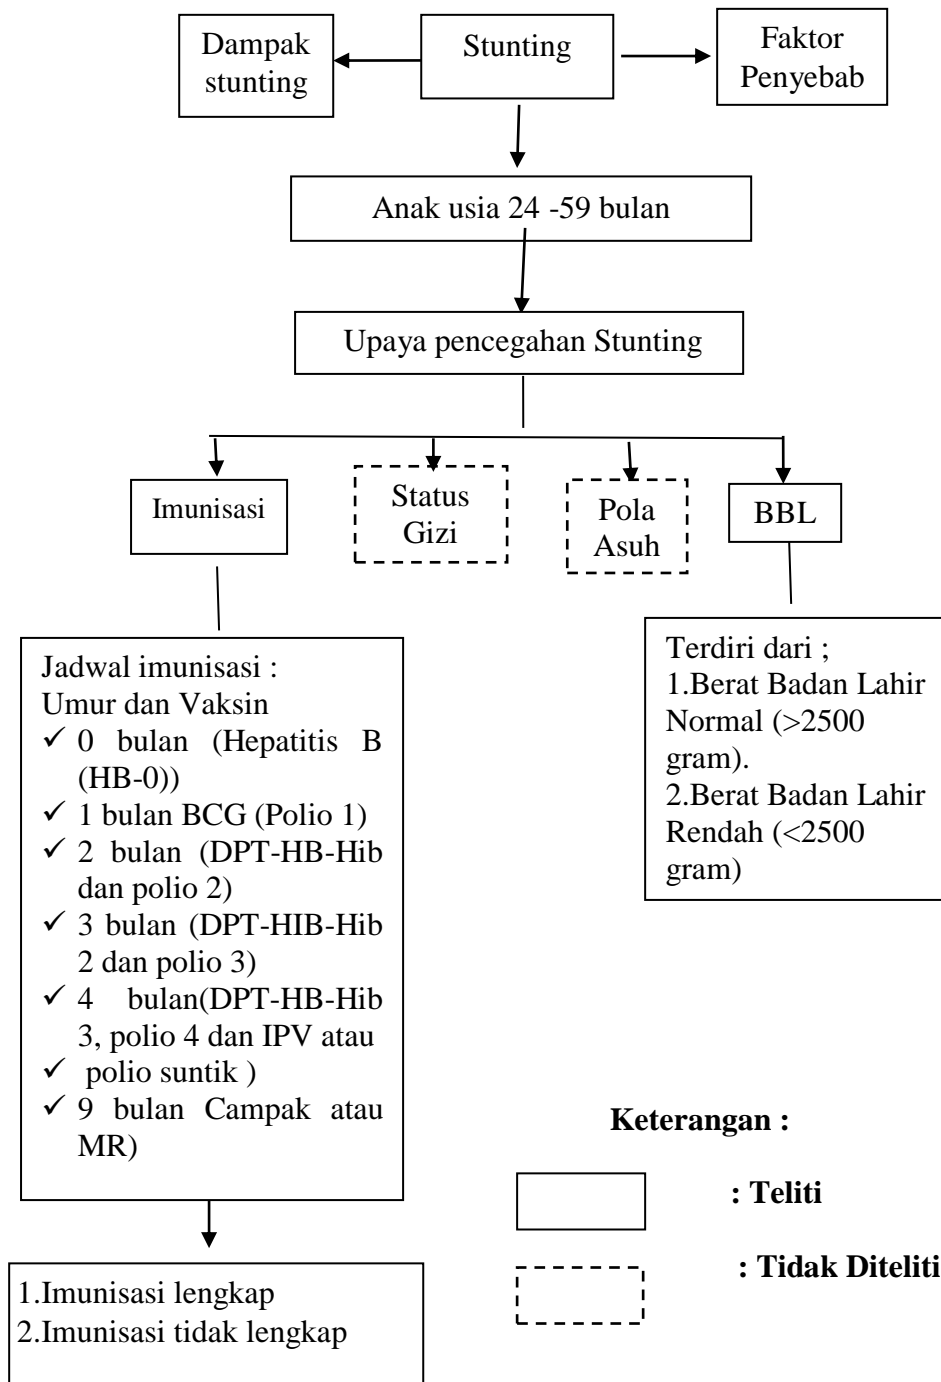 Dampak
stunting
Stunting
Faktor
Penyebab
Anak usia 24 -59 bulan
Upaya pencegahan Stunting
Imunisasi
Status
Gizi
Pola
Asuh
BBL
Jadwal imunisasi :
Umur dan Vaksin
✓ 0 bulan (Hepatitis B
(HB-0))
✓ 1 bulan BCG (Polio 1)
✓ 2 bulan (DPT-HB-Hib
dan polio 2)
✓ 3 bulan (DPT-HIB-Hib
2 dan polio 3)
✓ 4 bulan(DPT-HB-Hib
3, polio 4 dan IPV atau
✓ polio suntik )
✓ 9 bulan Campak atau
MR)
Terdiri dari ;
1.Berat Badan Lahir
Normal (>2500
gram).
2.Berat Badan Lahir
Rendah (<2500
gram)
1.Imunisasi lengkap
2.Imunisasi tidak lengkap
Keterangan :
: Teliti
: Tidak Diteliti